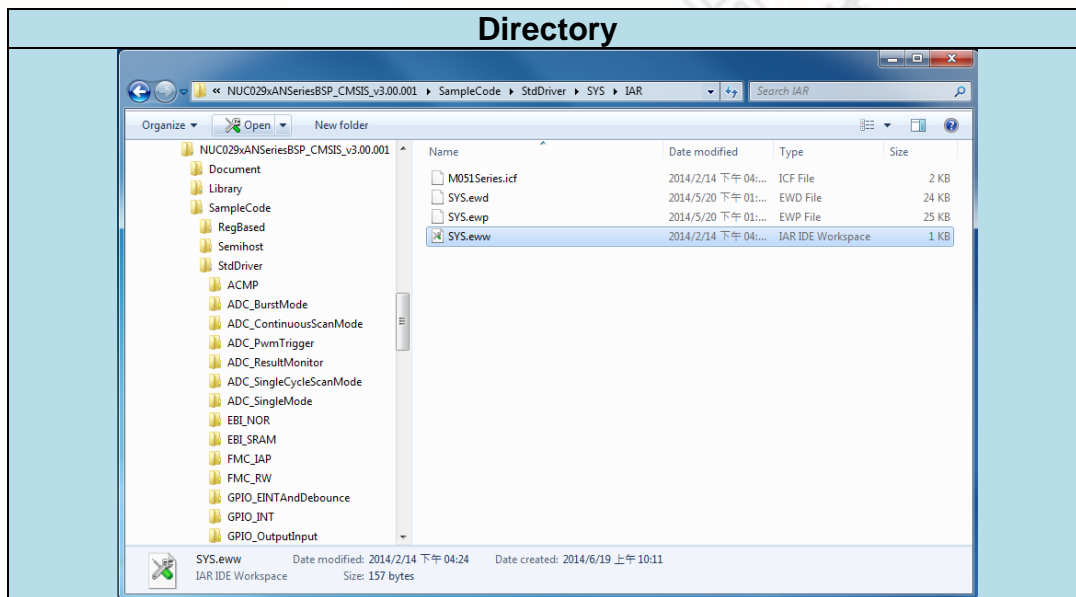 Directory
« NUC029xANSeriesBSP_CMSIS_v3.00.001 ▸ SampleCode ▸ StdDriver ▸ SYS ▸ IAR
Search IAR
Organize ▾ Open ▾ New folder
NUC029xANSeriesBSP_CMSIS_v3.00.001
Document
Library
SampleCode
RegBased
Semihost
StdDriver
ACMP
ADC_BurstMode
ADC_ContinuousScanMode
ADC_PwmTrigger
ADC_ResultMonitor
ADC_SingleCycleScanMode
ADC_SingleMode
EBI_NOR
EBI_SRAM
FMC_IAP
FMC_RW
GPIO_EINTAndDebounce
GPIO_INT
GPIO_OutputInput
Name Date modified Type Size
M051Series.icf 2014/2/14 下午 04:... ICF File 2 KB
SYS.ewd 2014/5/20 下午 01:... EWD File 24 KB
SYS.ewp 2014/5/20 下午 01:... EWP File 25 KB
SYS.eww 2014/2/14 下午 04:... IAR IDE Workspace 1 KB
SYS.eww Date modified: 2014/2/14 下午 04:24 Date created: 2014/6/19 上午 10:11
IAR IDE Workspace Size: 157 bytes